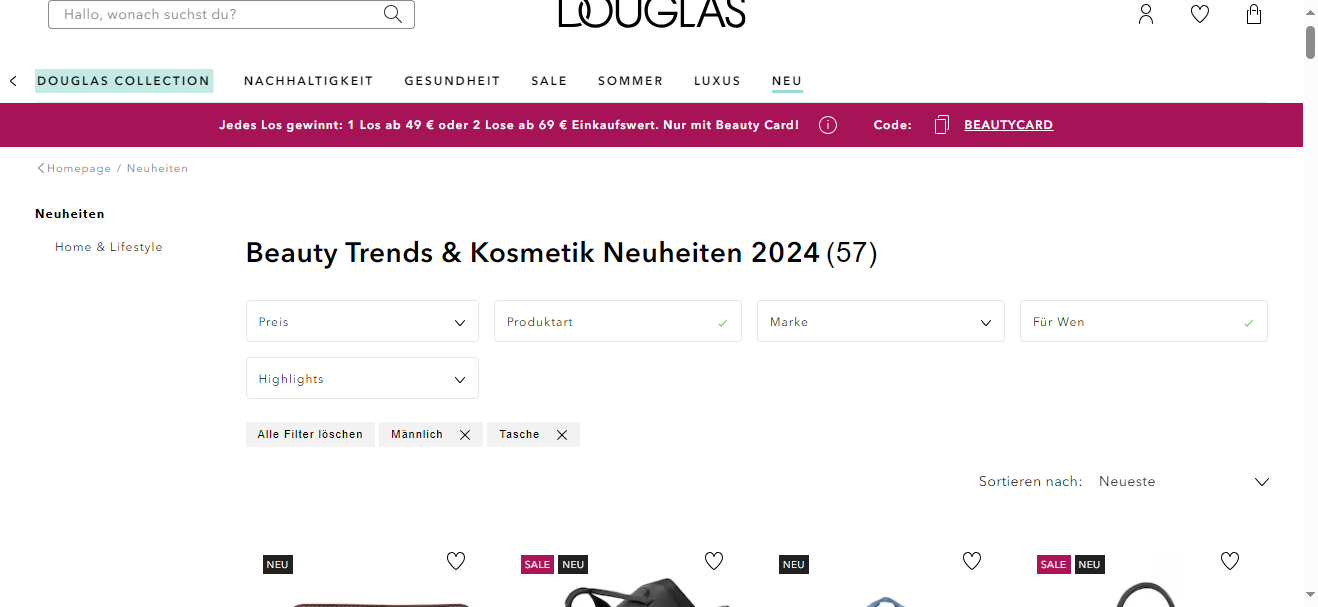 Hallo, wonach suchst du?
DOUGLAS
DOUGLAS COLLECTION NACHHALTIGKEIT GESUNDHEIT SALE SOMMER LUXUS NEU
Jedes Los gewinnt: 1 Los ab 49 € oder 2 Lose ab 69 € Einkaufswert. Nur mit Beauty Card! Code: BEAUTYCARD
Homepage / Neuheiten
Neuheiten
Home & Lifestyle
Beauty Trends & Kosmetik Neuheiten 2024 (57)
Preis Produktart Marke Für Wen
Highlights
Alle Filter löschen Männlich Tasche
Sortieren nach: Neueste
NEU SALE NEU NEU SALE NEU